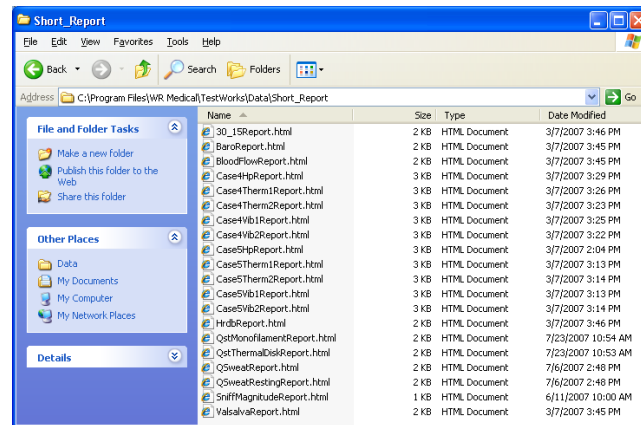 Short_Report
File Edit View Favorites Tools Help
Back Search Folders
Address C:\Program Files\WR Medical\TestWorks\Data\Short_Report Go
File and Folder Tasks
Make a new folder
Publish this folder to the
Web
Share this folder
Other Places
Data
My Documents
My Computer
My Network Places
Details
Name Size Type Date Modified
30_15Report.html 2 KB HTML Document 3/7/2007 3:46 PM
BaroReport.html 2 KB HTML Document 3/7/2007 3:45 PM
BloodFlowReport.html 2 KB HTML Document 3/7/2007 3:45 PM
Case4HpReport.html 3 KB HTML Document 3/7/2007 3:29 PM
Case4Therm1Report.html 3 KB HTML Document 3/7/2007 3:26 PM
Case4Therm2Report.html 3 KB HTML Document 3/7/2007 3:23 PM
Case4Vib1Report.html 3 KB HTML Document 3/7/2007 3:25 PM
Case4Vib2Report.html 3 KB HTML Document 3/7/2007 3:22 PM
Case5HpReport.html 3 KB HTML Document 3/7/2007 2:04 PM
Case5Therm1Report.html 3 KB HTML Document 3/7/2007 3:13 PM
Case5Therm2Report.html 3 KB HTML Document 3/7/2007 3:14 PM
Case5Vib1Report.html 3 KB HTML Document 3/7/2007 3:13 PM
Case5Vib2Report.html 3 KB HTML Document 3/7/2007 3:14 PM
HrdbReport.html 2 KB HTML Document 3/7/2007 3:46 PM
QstMonofilamentReport.html 2 KB HTML Document 7/23/2007 10:54 AM
QstThermalDiskReport.html 2 KB HTML Document 7/23/2007 10:53 AM
QSweatReport.html 2 KB HTML Document 7/6/2007 2:48 PM
QSweatRestingReport.html 2 KB HTML Document 7/6/2007 2:48 PM
SniffMagnitudeReport.html 1 KB HTML Document 6/11/2007 10:00 AM
ValsalvaReport.html 2 KB HTML Document 3/7/2007 3:45 PM